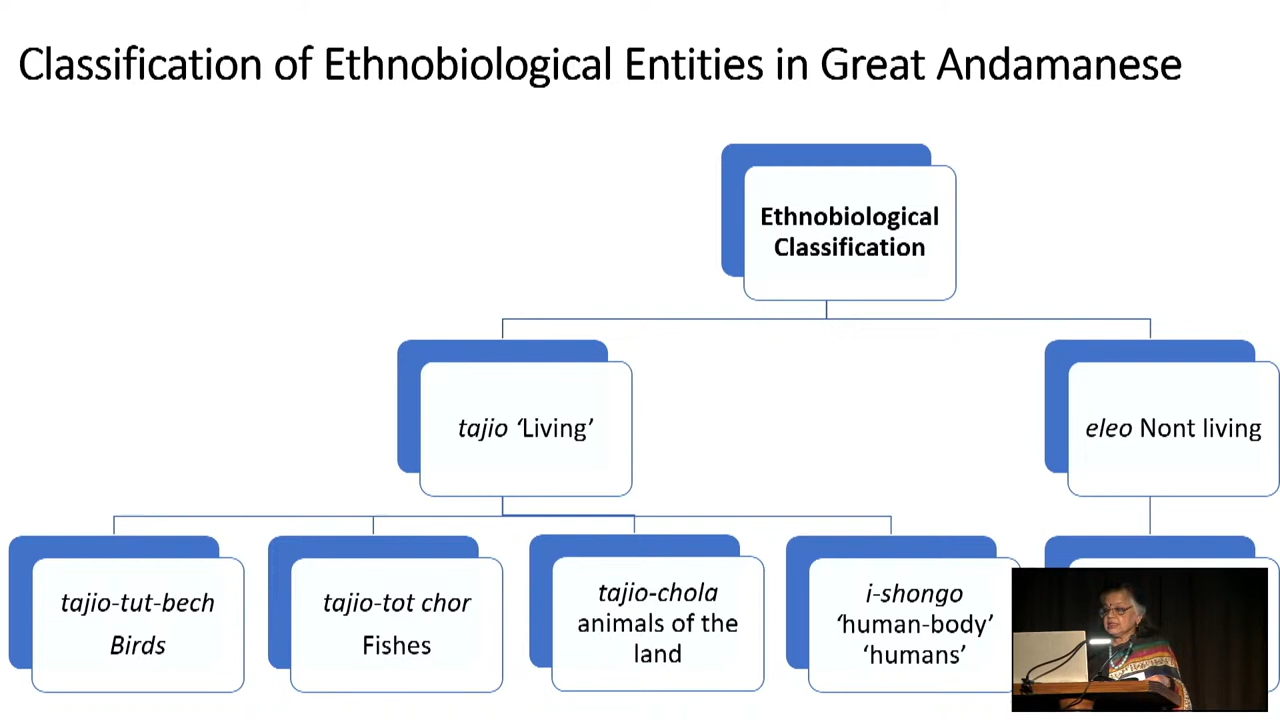 Classification of Ethnobiological Entities in Great Andamanese
Ethnobiological
Classification
tajio ‘Living’
eleo Nont living
tajio-tut-bech
Birds
tajio-tot chor
Fishes
tajio-chola
animals of the
land
i-shongo
‘human-body’
‘humans’